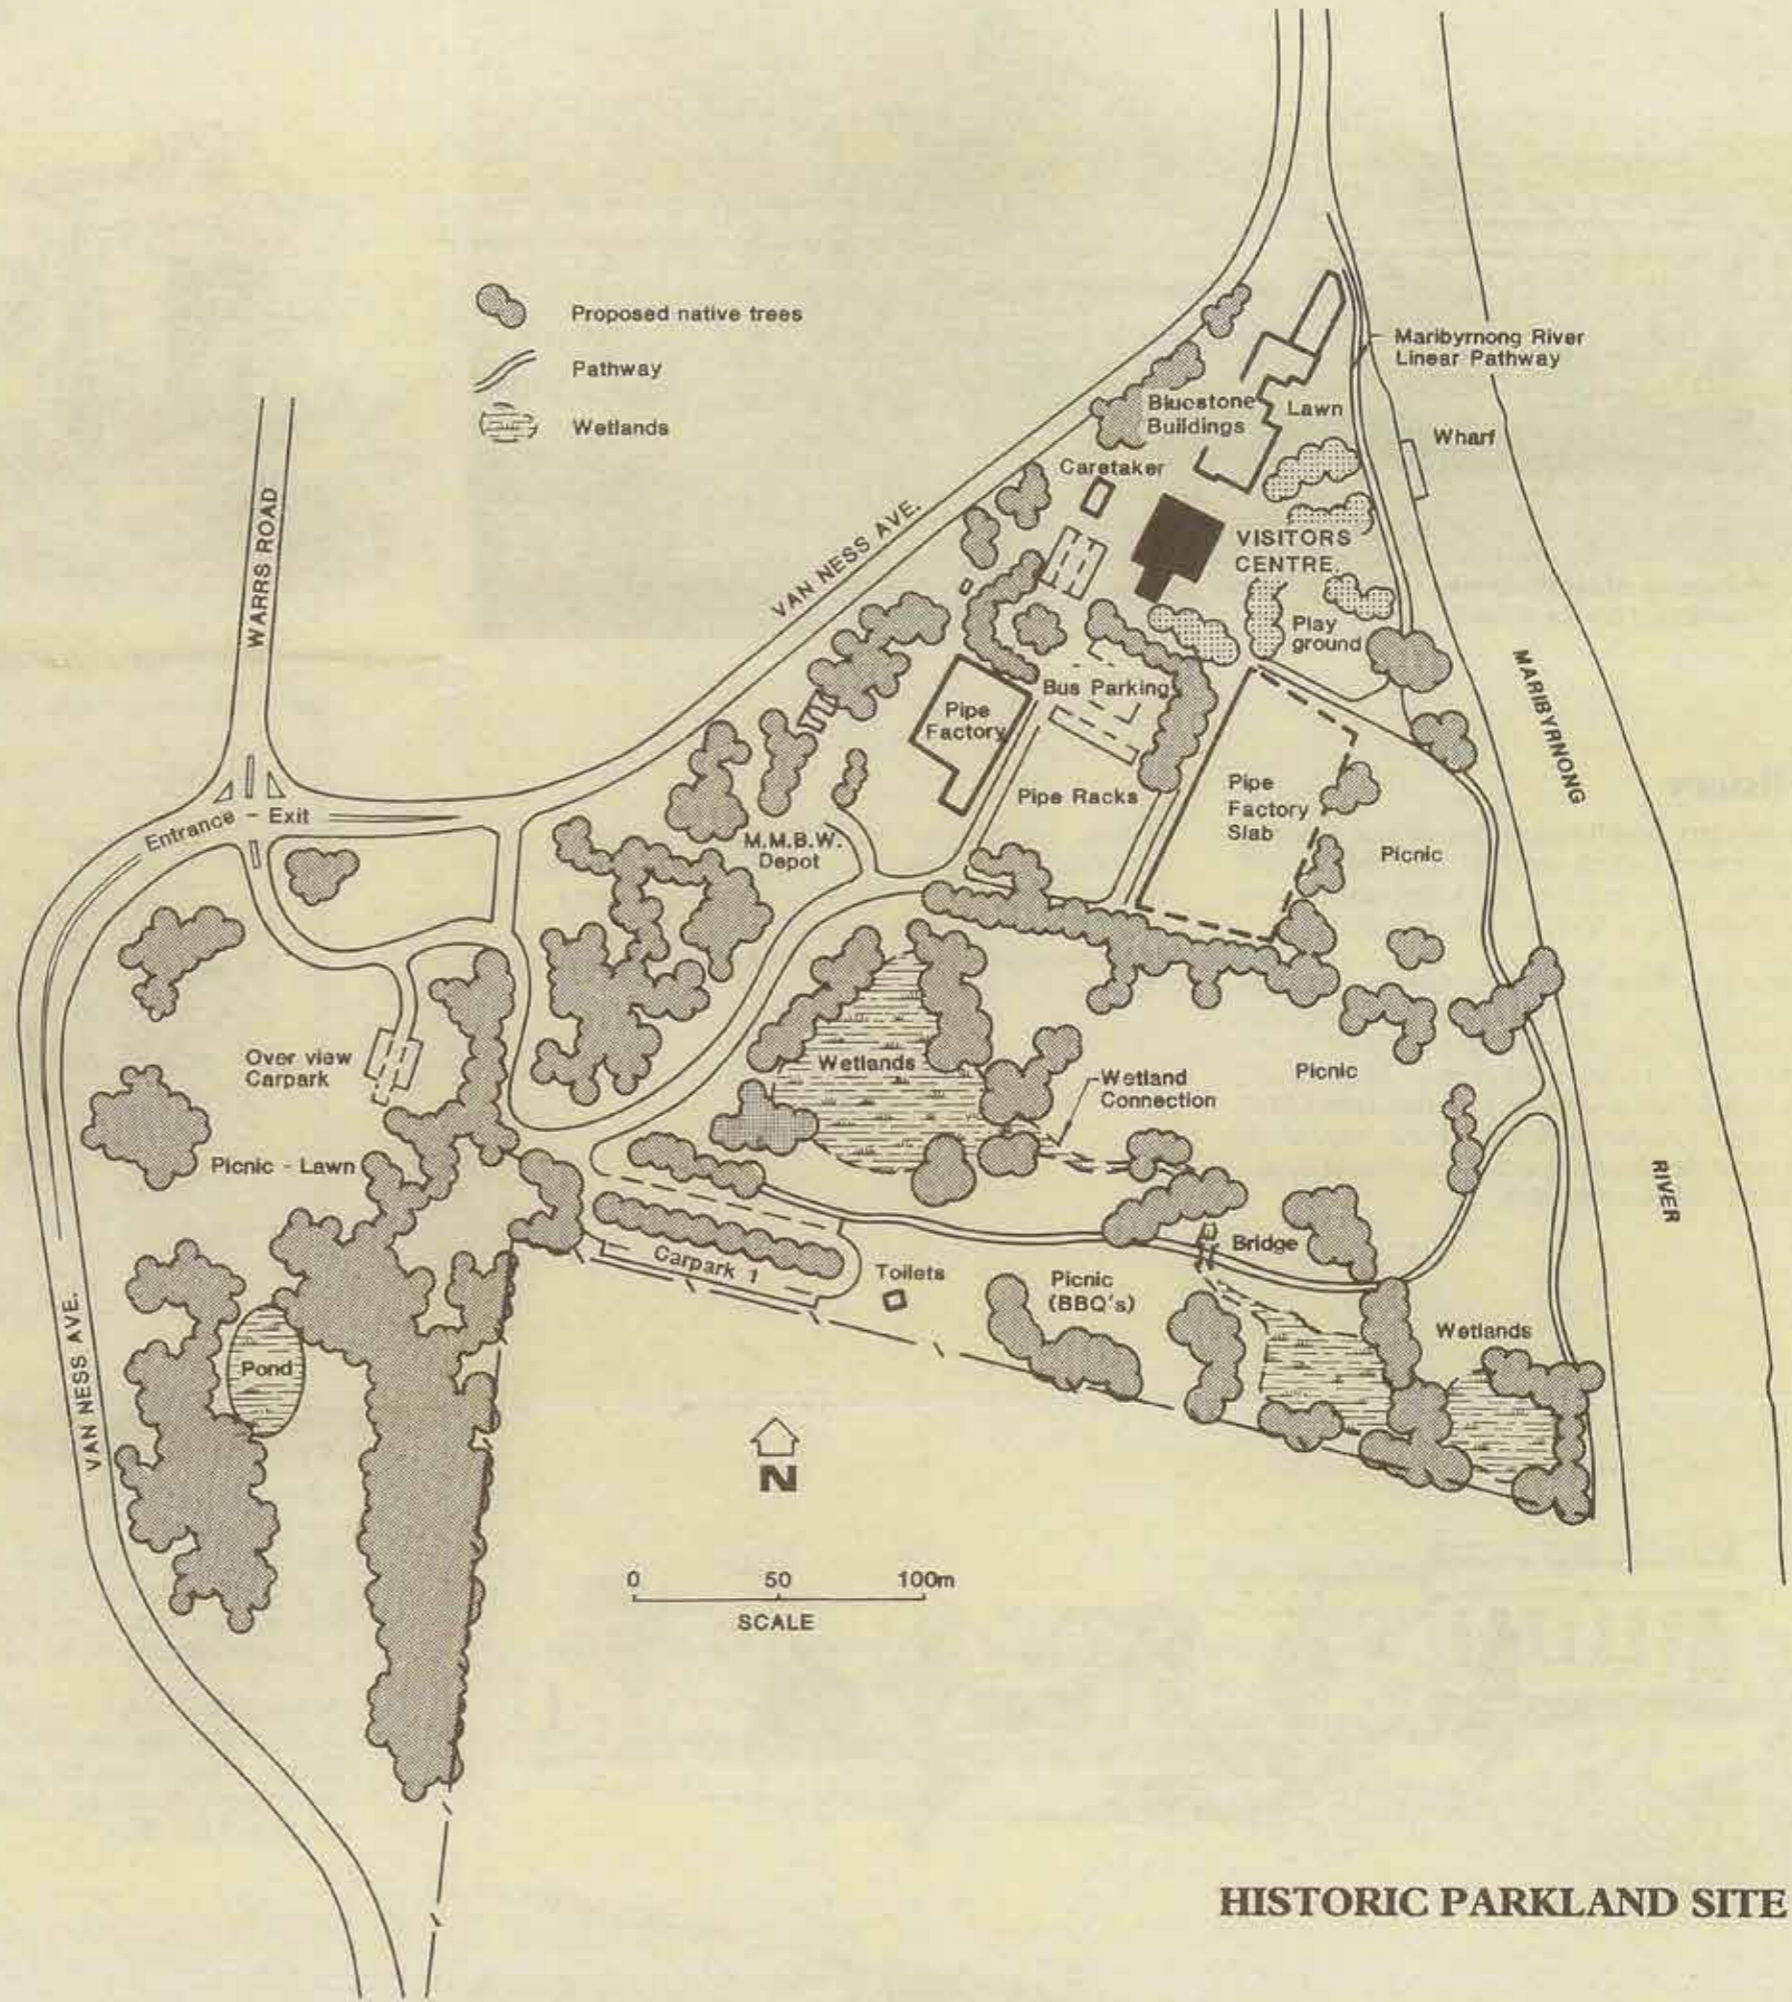 Proposed native trees
Pathway
Wetlands
Maribyrnong River
Linear Pathway
Bluestone
Buildings
Lawn
Wharf
Caretaker
WARRS ROAD
VAN NESS AVE.
VISITORS
CENTRE.
Play
ground
Bus Parking
Pipe
Factory
MARIBYRNONG
Pipe Racks
Pipe
Factory
Slab
Entrance - Exit
M.M.B.W.
Depot
Picnic
Over view
Carpark
Wetlands
Wetland
Connection
Picnic
Picnic - Lawn
RIVER
Bridge
Carpark 1
Toilets
Picnic
(BBQ's)
Wetlands
Pond
VAN NESS AVE.
N
0 50 100m
SCALE
HISTORIC PARKLAND SITE